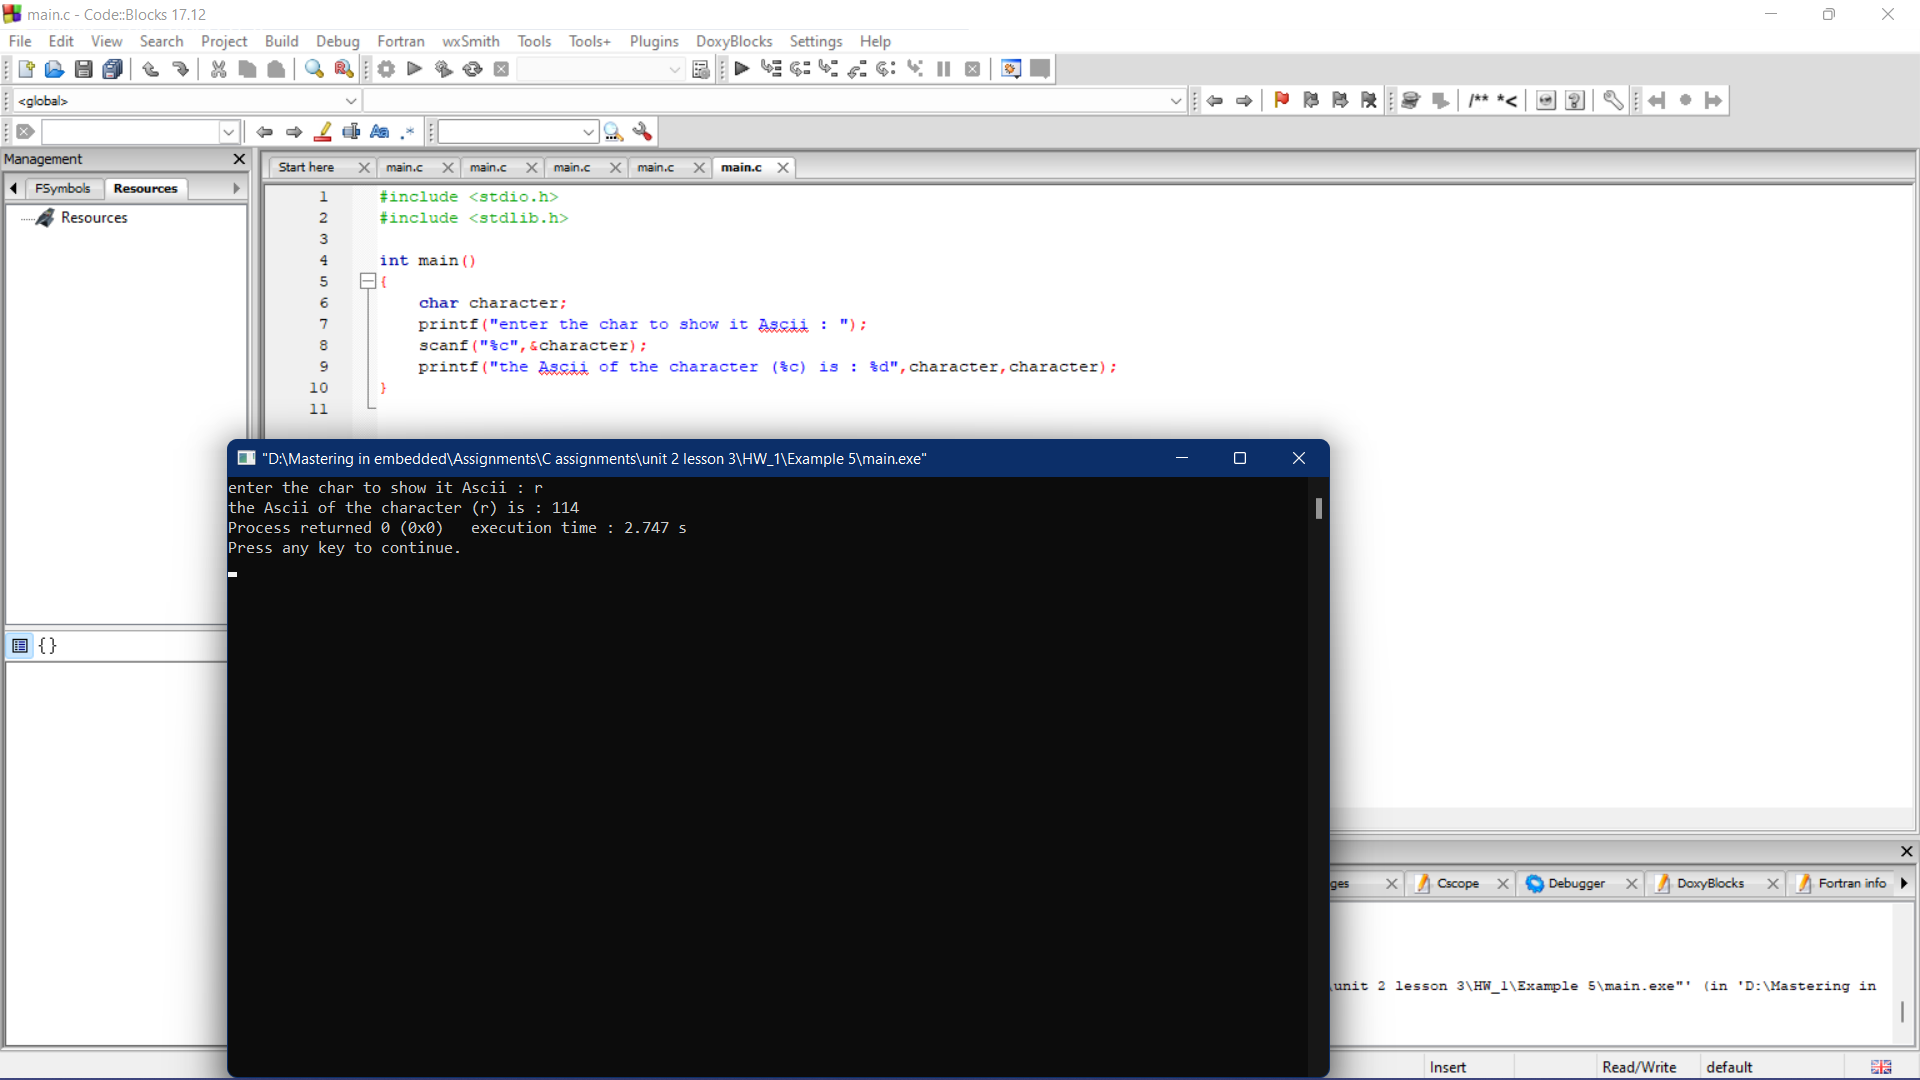 main.c - Code::Blocks 17.12
File Edit View Search Project Build Debug Fortran wxSmith Tools Tools+ Plugins DoxyBlocks Settings Help
<global>
/** *<
Aa .*
Management
FSymbols Resources
Resources
{}
Start here main.c main.c main.c main.c main.c
1 #include <stdio.h>
2 #include <stdlib.h>
3
4 int main()
5 {
6 char character;
7 printf("enter the char to show it Ascii : ");
8 scanf("%c",&character);
9 printf("the Ascii of the character (%c) is : %d",character,character);
10 }
11
"D:\Mastering in embedded\Assignments\C assignments\unit 2 lesson 3\HW_1\Example 5\main.exe"
enter the char to show it Ascii : r
the Ascii of the character (r) is : 114
Process returned 0 (0x0) execution time : 2.747 s
Press any key to continue.
ges Cscope Debugger DoxyBlocks Fortran info
\unit 2 lesson 3\HW_1\Example 5\main.exe"' (in 'D:\Mastering in
Insert Read/Write default